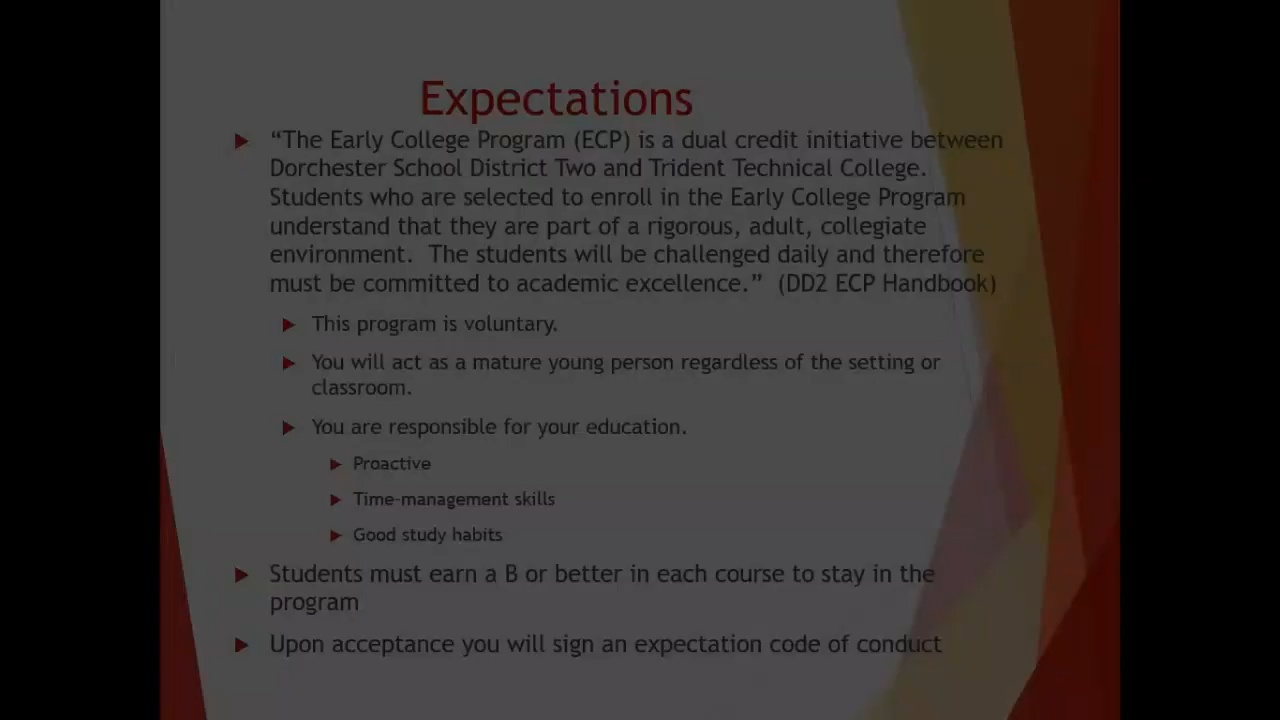 Expectations
“The Early College Program (ECP) is a dual credit initiative between
Dorchester School District Two and Trident Technical College.
Students who are selected to enroll in the Early College Program
understand that they are part of a rigorous, adult, collegiate
environment.  The students will be challenged daily and therefore
must be committed to academic excellence.”  (DD2 ECP Handbook)
This program is voluntary.
You will act as a mature young person regardless of the setting or
classroom.
You are responsible for your education.
Proactive
Time-management skills
Good study habits
Students must earn a B or better in each course to stay in the
program
Upon acceptance you will sign an expectation code of conduct